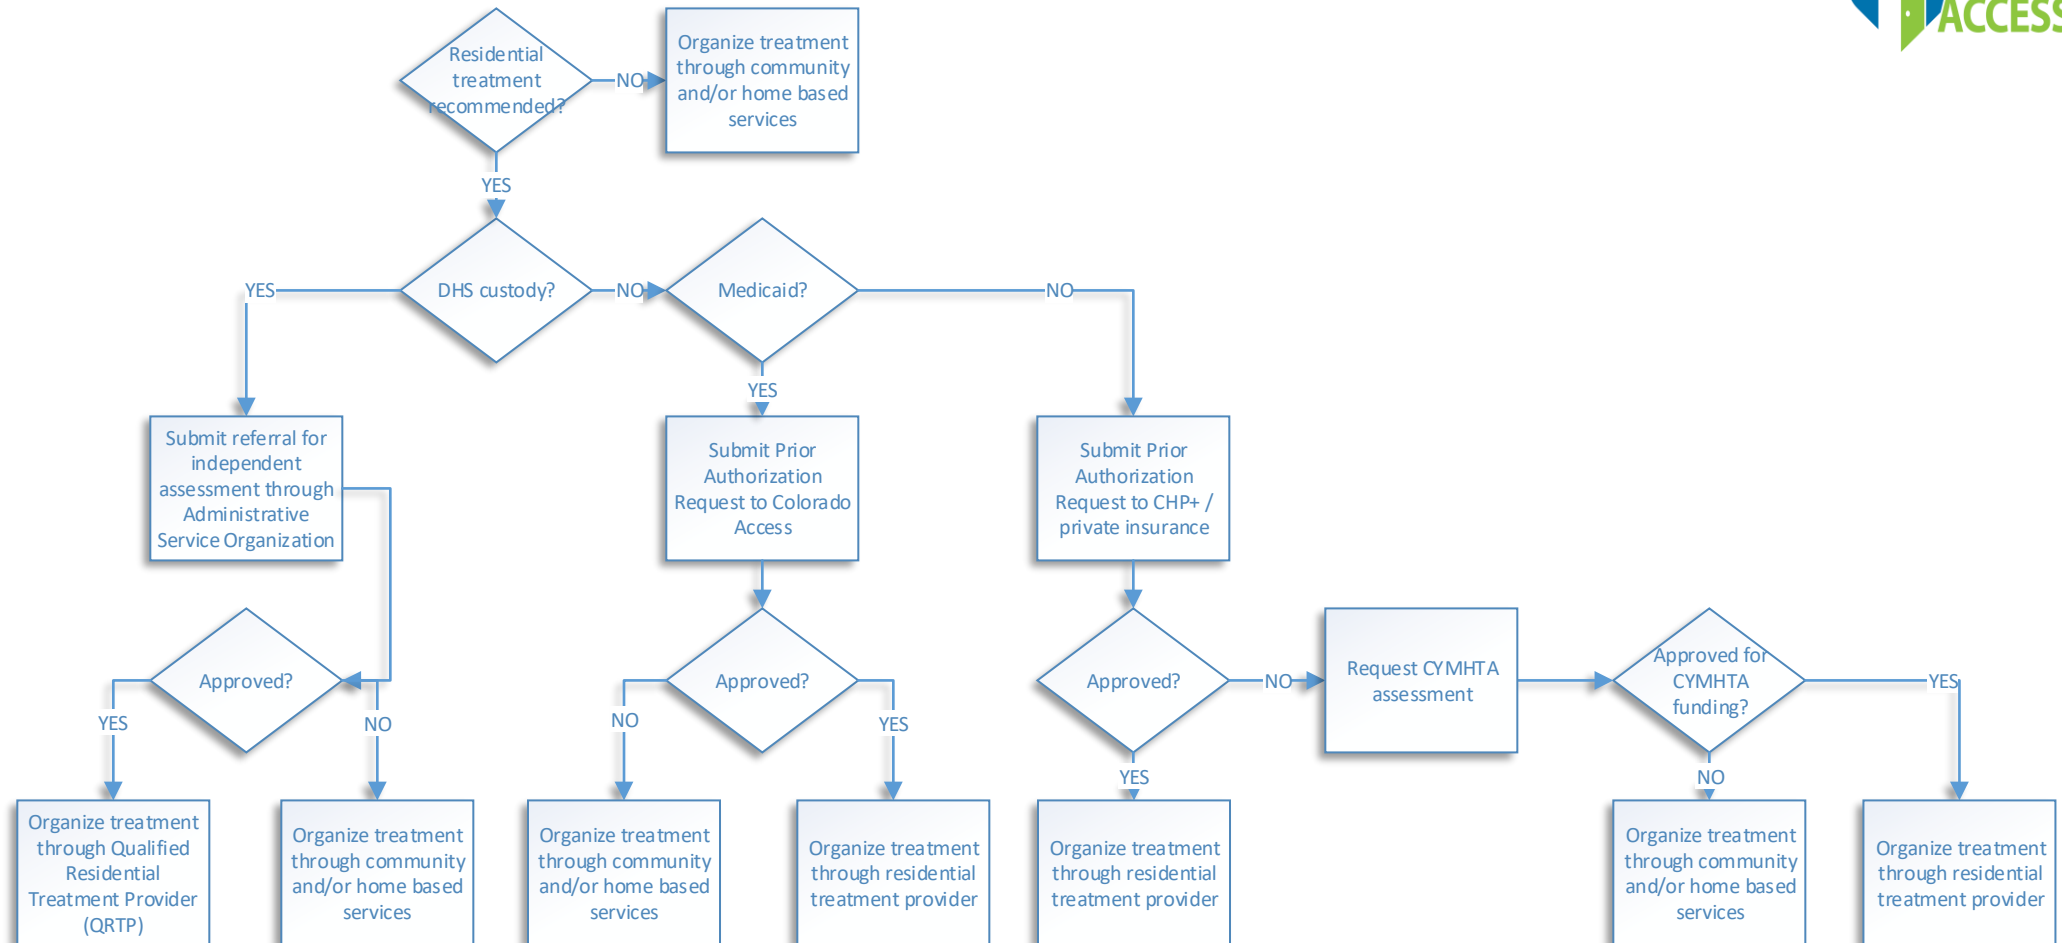 ACCESS
Residential
treatment
recommended?
NO
Organize treatment
through community
and/or home based
services
YES
DHS custody?
YES
NO
Medicaid?
NO
YES
Submit referral for
independent
assessment through
Administrative
Service Organization
Submit Prior
Authorization
Request to Colorado
Access
Submit Prior
Authorization
Request to CHP+ /
private insurance
Approved?
YES
NO
Approved?
NO
YES
Approved?
NO
YES
Request CYMHTA
assessment
Approved for
CYMHTA
funding?
YES
NO
Organize treatment
through Qualified
Residential
Treatment Provider
(QRTP)
Organize treatment
through community
and/or home based
services
Organize treatment
through community
and/or home based
services
Organize treatment
through residential
treatment provider
Organize treatment
through residential
treatment provider
Organize treatment
through community
and/or home based
services
Organize treatment
through residential
treatment provider